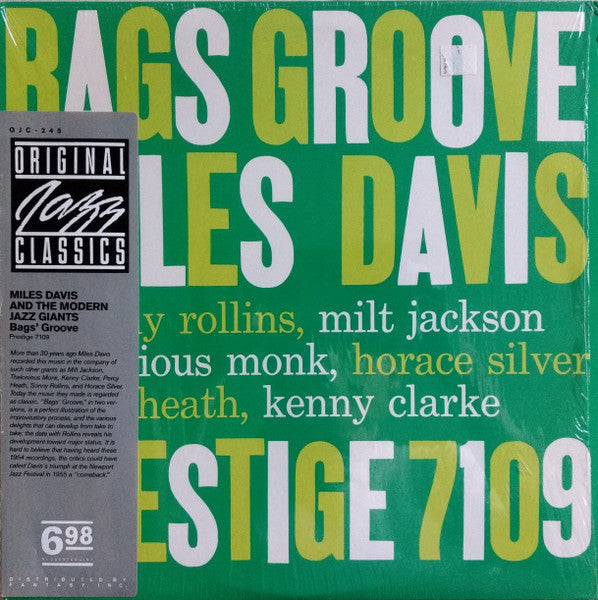 BAGS GROOVE
LES DAVIS
y rollins, milt jackson
ious monk, horace silver
heath, kenny clarke
ESTIGE 7109
OJC-245
ORIGINAL
Jazz
CLASSICS
MILES DAVIS
AND THE MODERN
JAZZ GIANTS
Bags' Groove
Prestige 7109
More than 30 years ago Miles Davis
recorded this music in the company of
such other giants as Milt Jackson,
Thelonious Monk, Kenny Clarke, Percy
Heath, Sonny Rollins, and Horace Silver.
Today the music they made is regarded
as classic. "Bags' Groove," in two ver-
sions, is a perfect illustration of the
improvisatory process, and the various
delights that can develop from take to
take; the date with Rollins reveals his
development toward major status. It is
hard to believe that having heard these
1954 recordings, the critics could have
called Davis's triumph at the Newport
Jazz Festival in 1955 a "comeback."
6.98
DISTRIBUTED BY
FANTASY INC.